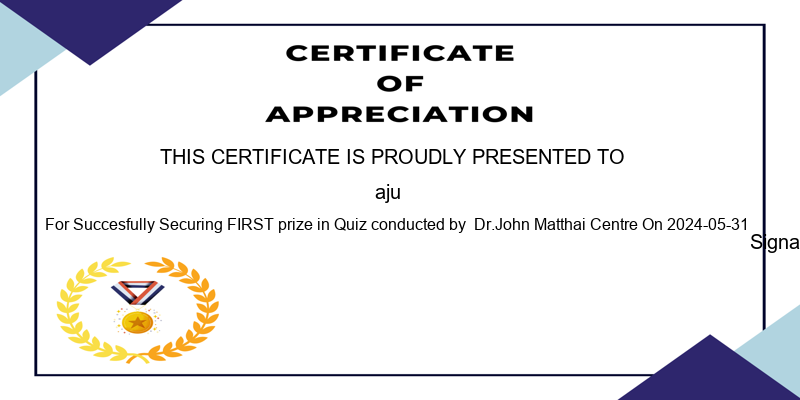 CERTIFICATE
OF
APPRECIATION
THIS CERTIFICATE IS PROUDLY PRESENTED TO
aju
For Succesfully Securing FIRST prize in Quiz conducted by  Dr.John Matthai Centre On 2024-05-31
Signa